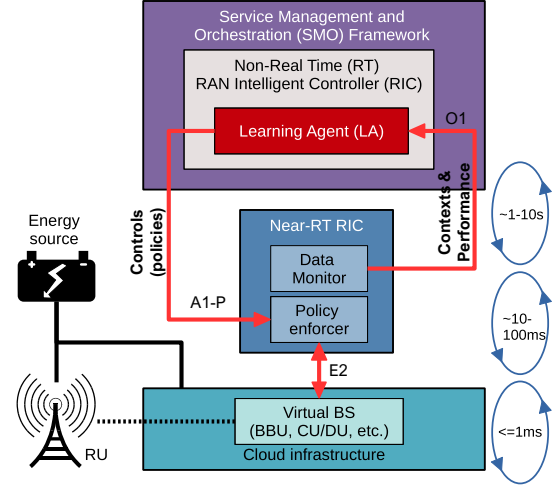 Service Management and
Orchestration (SMO) Framework
Non-Real Time (RT)
RAN Intelligent Controller (RIC)
Learning Agent (LA)
O1
Controls
(policies)
Contexts &
Performance
~1-10s
Energy
source
+ -
Near-RT RIC
Data
Monitor
A1-P
Policy
enforcer
~10-
100ms
E2
Virtual BS
(BBU, CU/DU, etc.)
<=1ms
RU
Cloud infrastructure